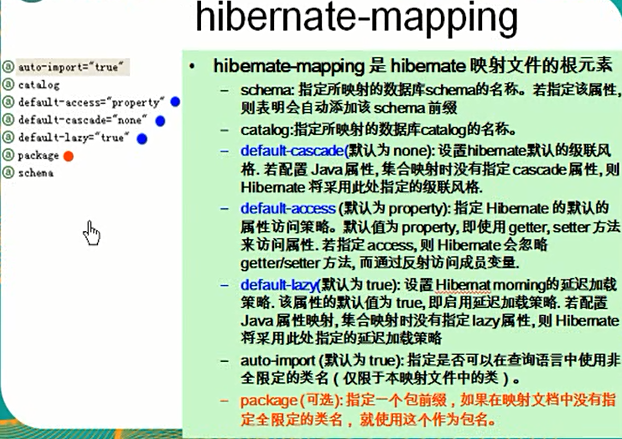 hibernate-mapping
auto-import="true"
catalog
default-access="property"
default-cascade="none"
default-lazy="true"
package
schema
• hibernate-mapping 是 hibernate 映射文件的根元素
– schema: 指定所映射的数据库schema的名称。若指定该属性,
则表明会自动添加该 schema 前缀
– catalog:指定所映射的数据库catalog的名称。
– default-cascade(默认为 none): 设置hibernate默认的级联风
格. 若配置 Java 属性, 集合映射时没有指定 cascade 属性, 则
Hibernate 将采用此处指定的级联风格.
– default-access (默认为 property): 指定 Hibernate 的默认的
属性访问策略。默认值为 property, 即使用 getter, setter 方法
来访问属性. 若指定 access, 则 Hibernate 会忽略
getter/setter 方法, 而通过反射访问成员变量.
– default-lazy(默认为 true): 设置 Hibernat morning的延迟加载
策略. 该属性的默认值为 true, 即启用延迟加载策略. 若配置
Java 属性映射, 集合映射时没有指定 lazy 属性, 则 Hibernate
将采用此处指定的延迟加载策略
– auto-import (默认为 true): 指定是否可以在查询语言中使用非
全限定的类名 ( 仅限于本映射文件中的类 ) 。
– package (可选): 指定一个包前缀 , 如果在映射文档中没有指
定全限定的类名 , 就使用这个作为包名。